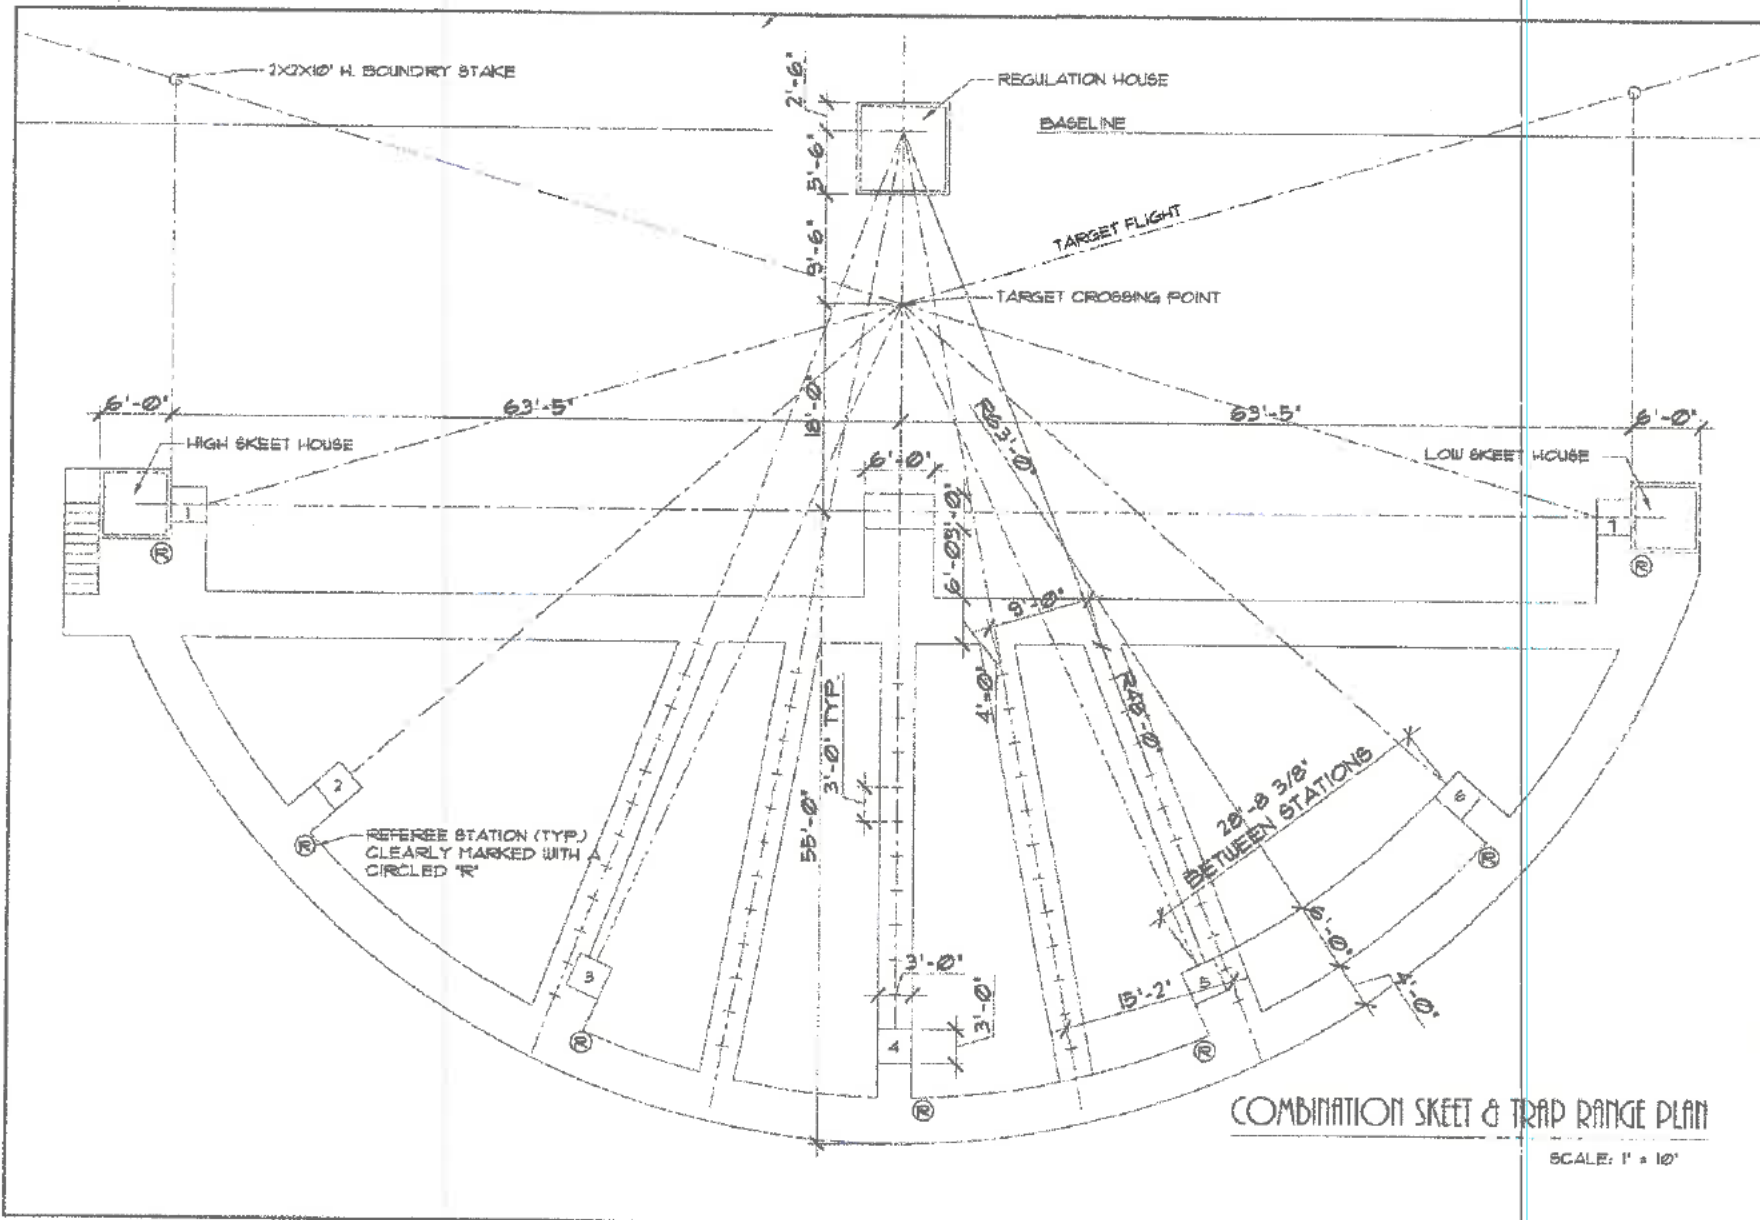 2X2X10' H. BOUNDRY STAKE
2'-6"
REGULATION HOUSE
BASELINE
5'-6"
TARGET FLIGHT
9'-6"
TARGET CROSSING POINT
6'-0"
63'-5"
18'-0"
R63'-0"
63'-5"
6'-0"
HIGH SKEET HOUSE
6'-0"
LOW SKEET HOUSE
1
7
R
R
6'-0"
3'-0"
9'-0"
3'-0" TYP.
4'-0"
R48'-0"
2
6
28'-8 3/8"
BETWEEN STATIONS
55'-0"
R
REFEREE STATION (TYP.)
CLEARLY MARKED WITH A
CIRCLED "R"
R
6'-0"
3
3'-0"
5
15'-2"
4'-0"
3'-0"
4
R
R
R
COMBINATION SKEET & TRAP RANGE PLAN
SCALE: 1" = 10'